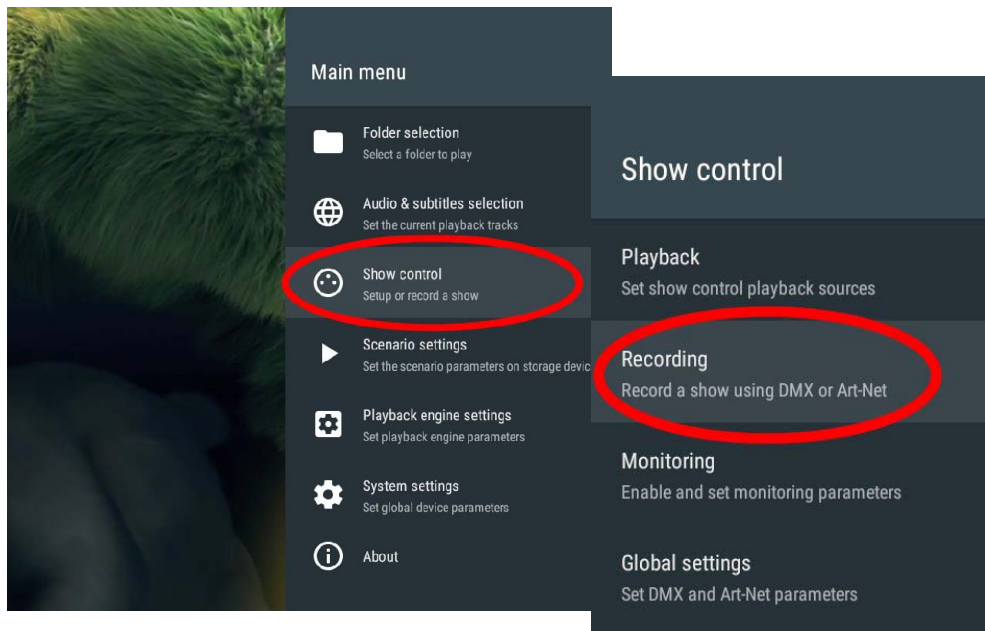 Main menu
Folder selection
Select a folder to play
Audio & subtitles selection
Set the current playback tracks
Show control
Setup or record a show
Scenario settings
Set the scenario parameters on storage devic
Playback engine settings
Set playback engine parameters
System settings
Set global device parameters
About
Show control
Playback
Set show control playback sources
Recording
Record a show using DMX or Art-Net
Monitoring
Enable and set monitoring parameters
Global settings
Set DMX and Art-Net parameters